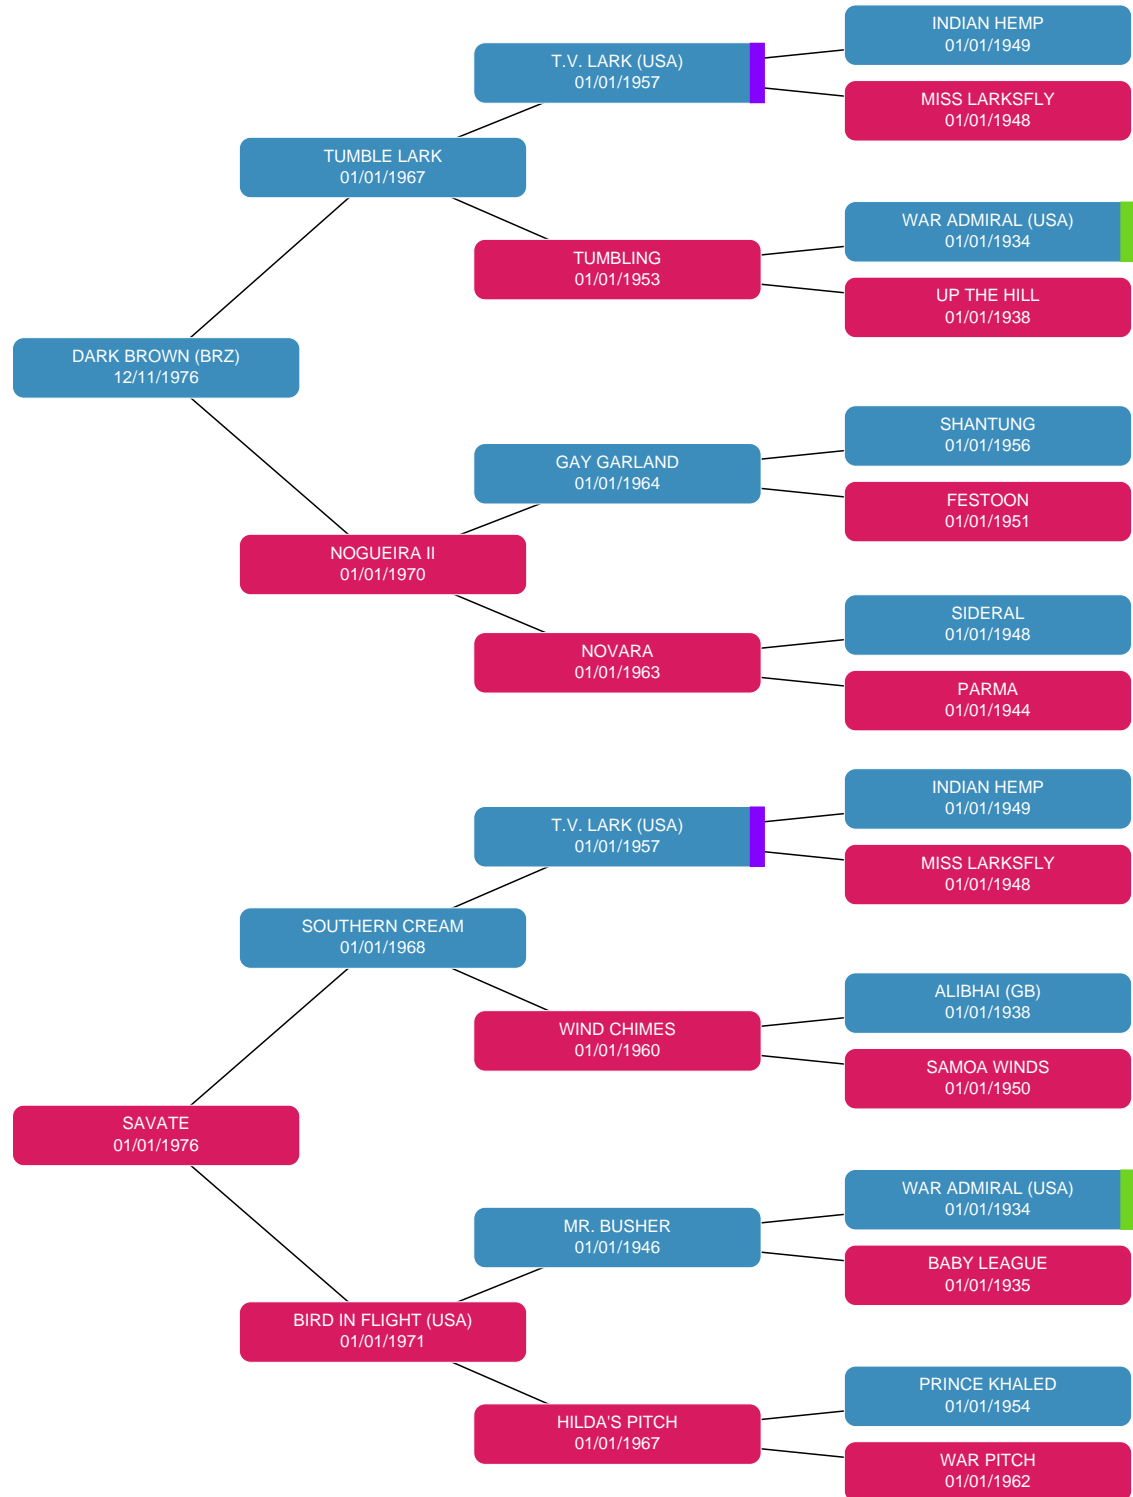 INDIAN HEMP
01/01/1949
T.V. LARK (USA)
01/01/1957
MISS LARKSFLY
01/01/1948
TUMBLE LARK
01/01/1967
WAR ADMIRAL (USA)
01/01/1934
TUMBLING
01/01/1953
UP THE HILL
01/01/1938
DARK BROWN (BRZ)
12/11/1976
SHANTUNG
01/01/1956
GAY GARLAND
01/01/1964
FESTOON
01/01/1951
NOGUEIRA II
01/01/1970
SIDERAL
01/01/1948
NOVARA
01/01/1963
PARMA
01/01/1944
INDIAN HEMP
01/01/1949
T.V. LARK (USA)
01/01/1957
MISS LARKSFLY
01/01/1948
SOUTHERN CREAM
01/01/1968
ALIBHAI (GB)
01/01/1938
WIND CHIMES
01/01/1960
SAMOA WINDS
01/01/1950
SAVATE
01/01/1976
WAR ADMIRAL (USA)
01/01/1934
MR. BUSHER
01/01/1946
BABY LEAGUE
01/01/1935
BIRD IN FLIGHT (USA)
01/01/1971
PRINCE KHALED
01/01/1954
HILDA'S PITCH
01/01/1967
WAR PITCH
01/01/1962